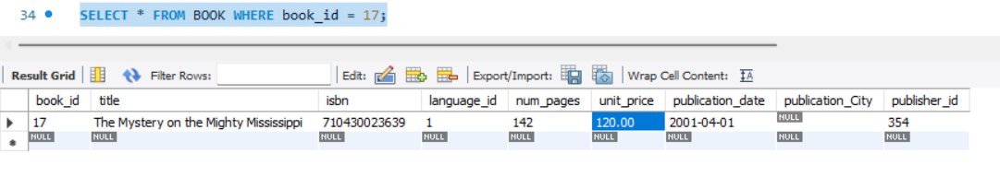 34 SELECT * FROM BOOK WHERE book_id = 17;
Result Grid Filter Rows: Edit: Export/Import: Wrap Cell Content: IA
book_id title isbn language_id num_pages unit_price publication_date publication_City publisher_id
17 The Mystery on the Mighty Mississippi 710430023639 1 142 120.00 2001-04-01 NULL 354
NULL NULL NULL NULL NULL NULL NULL NULL NULL